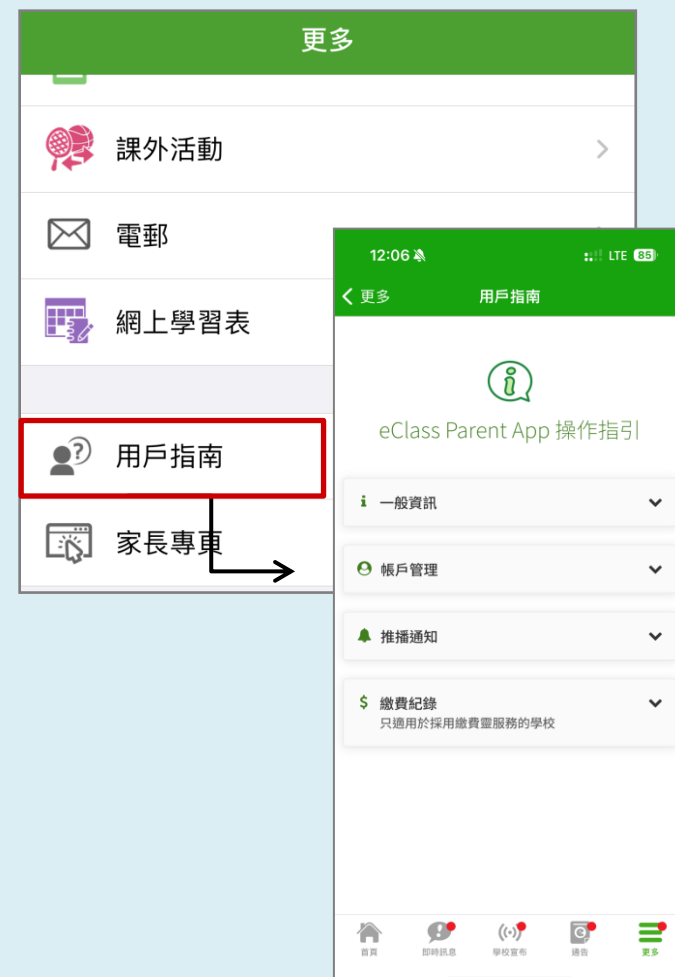 更多
課外活動
電郵
網上學習表
用戶指南
家長專頁
12:06
LTE 85
更多
用戶指南
eClass Parent App 操作指引
一般資訊
帳戶管理
推播通知
$ 繳費紀錄
只適用於採用繳費靈服務的學校
首頁
即時訊息
學校宣布
通告
更多